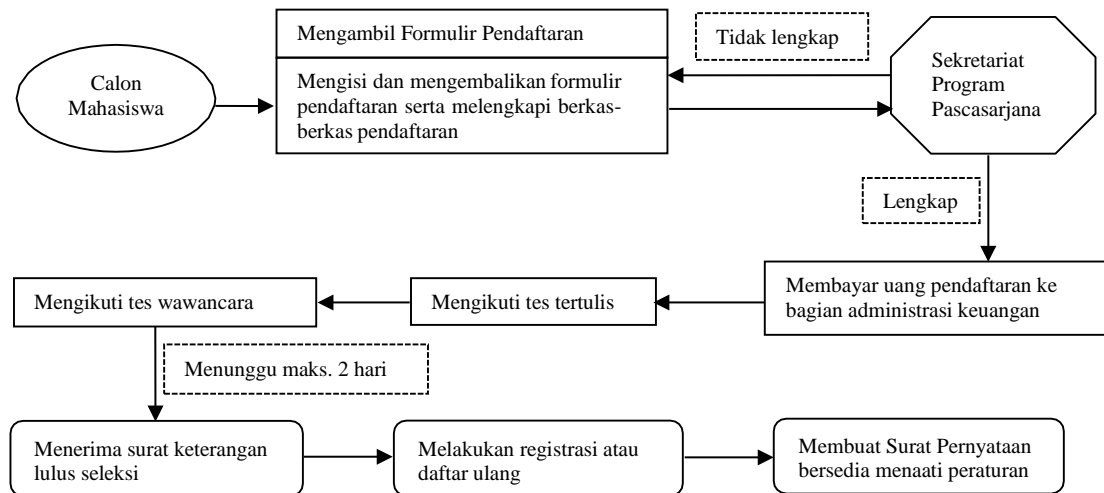 Mengambil Formulir Pendaftaran
Tidak lengkap
Sekretariat
Program
Pascasarjana
Calon
Mahasiswa
Mengisi dan mengembalikan formulir
pendaftaran serta melengkapi berkas-
berkas pendaftaran
Lengkap
Membayar uang pendaftaran ke
bagian administrasi keuangan
Mengikuti tes tertulis
Mengikuti tes wawancara
Menunggu maks. 2 hari
Menerima surat keterangan
lulus seleksi
Melakukan registrasi atau
daftar ulang
Membuat Surat Pernyataan
bersedia menaati peraturan